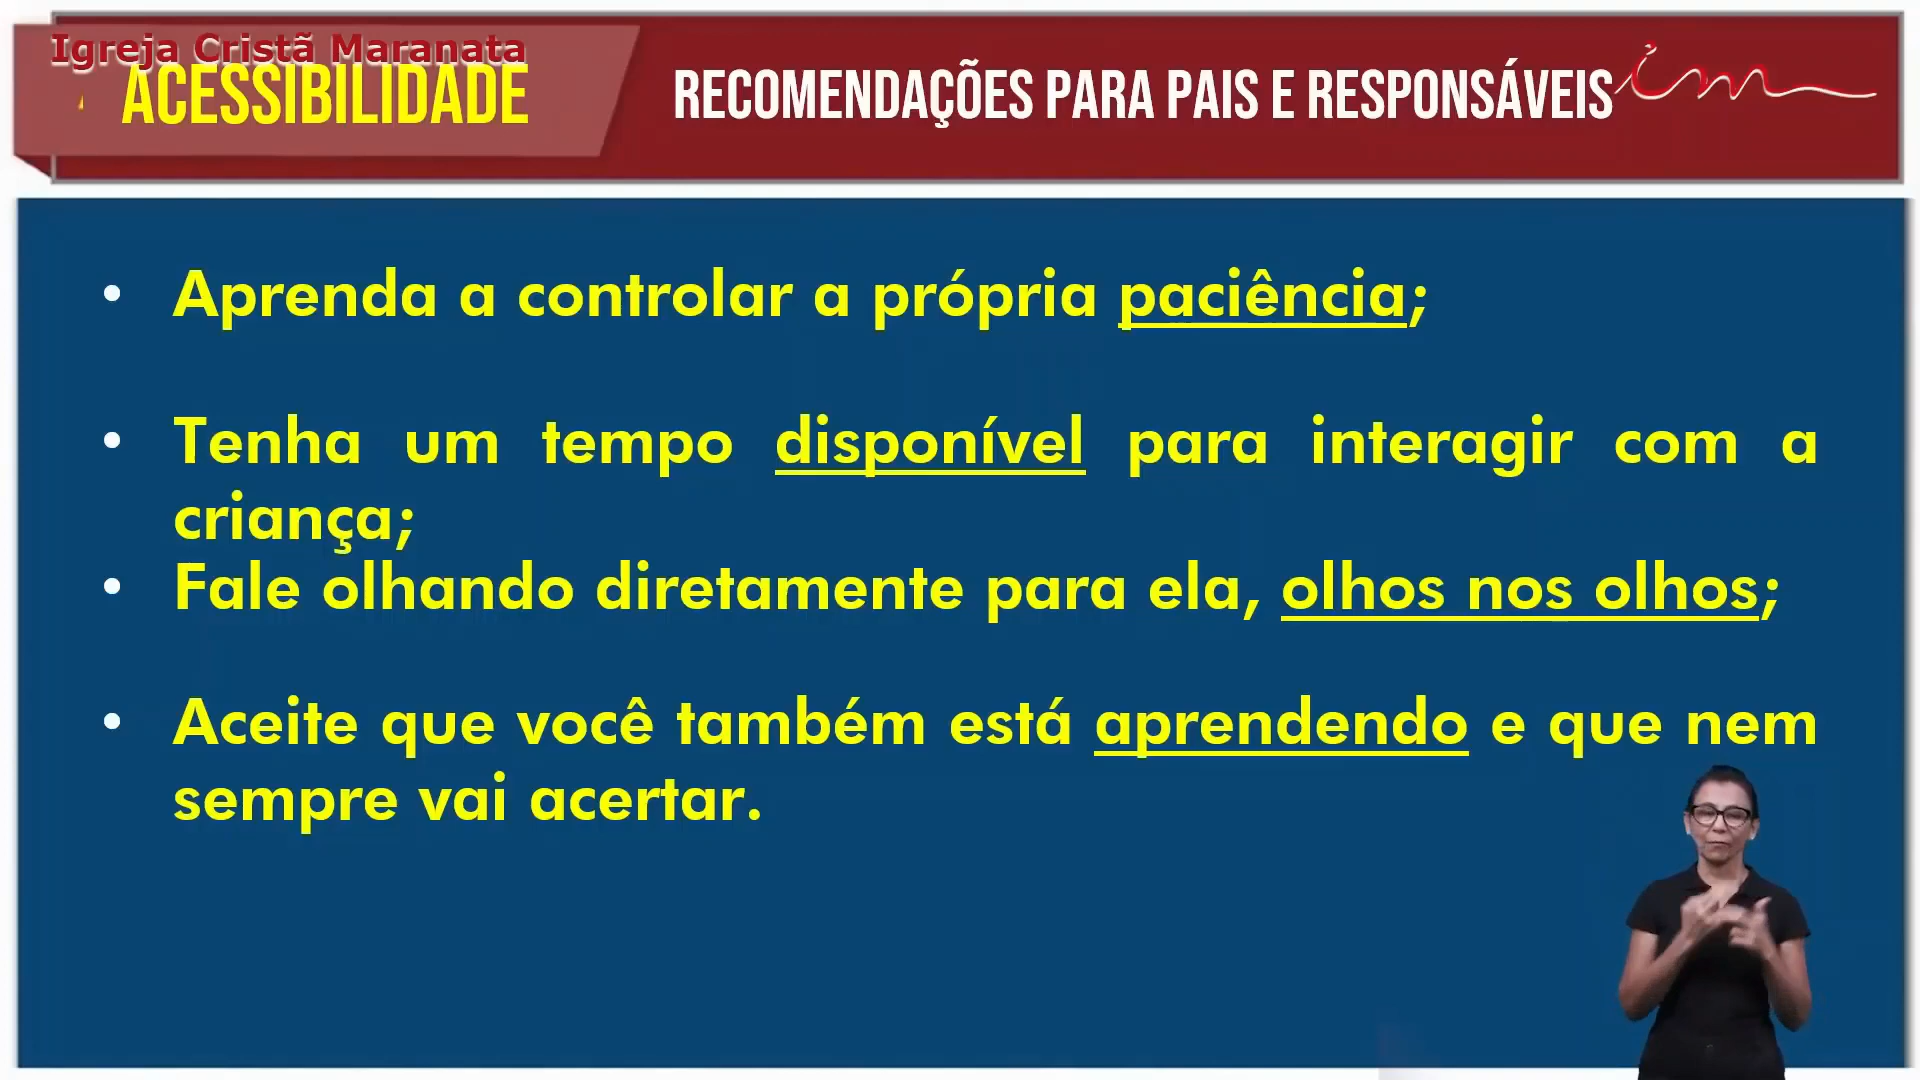 Igreja Cristã Maranata
ACESSIBILIDADE
RECOMENDAÇÕES PARA PAIS E RESPONSÁVEIS
im
• Aprenda a controlar a própria paciência;
• Tenha um tempo disponível para interagir com a
criança;
• Fale olhando diretamente para ela, olhos nos olhos;
• Aceite que você também está aprendendo e que nem
sempre vai acertar.